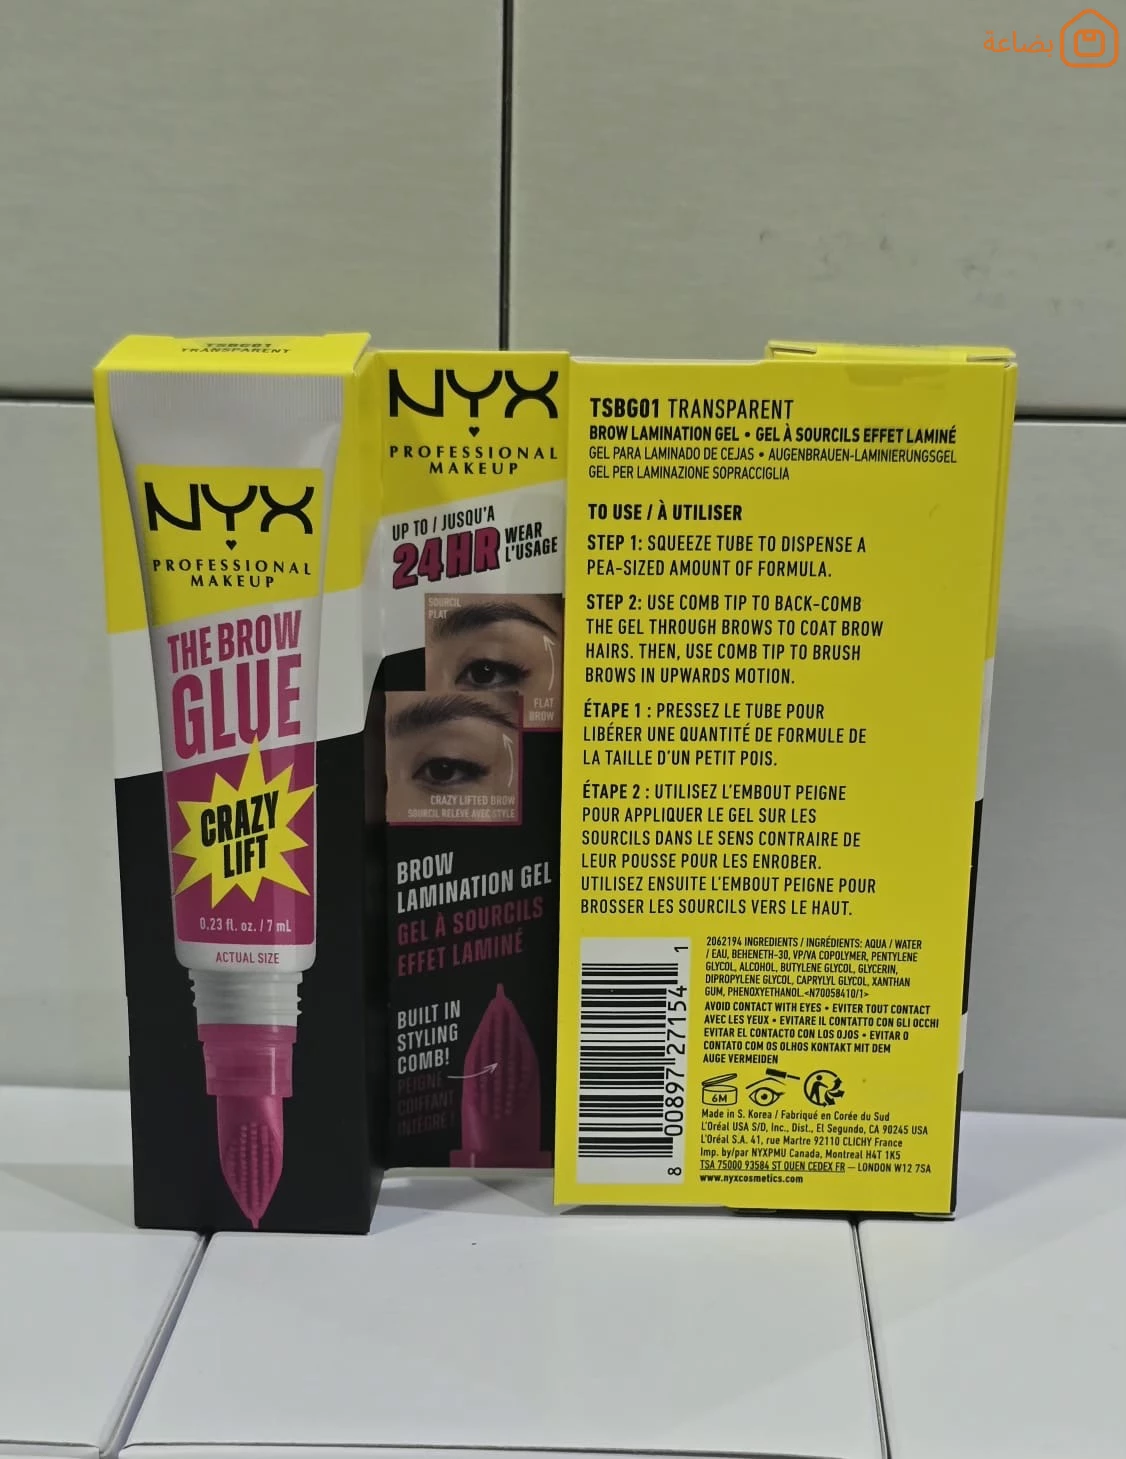 بضاعة
TSBG01
TRANSPARENT
NYX
PROFESSIONAL
MAKEUP
THE BROW
GLUE
CRAZY
LIFT
0.23 fl. oz. / 7 mL
ACTUAL SIZE
NYX
PROFESSIONAL
MAKEUP
UP TO / JUSQU'A
24HR
WEAR
L'USAGE
SOURCIL
PLAT
FLAT
BROW
CRAZY LIFTED BROW
SOURCIL RELEVÉ AVEC STYLE
BROW
LAMINATION GEL
GEL À SOURCILS
EFFET LAMINÉ
BUILT IN
STYLING
COMB!
PEIGNE
COIFFANT
INTÉGRÉ !
TSBG01 TRANSPARENT
BROW LAMINATION GEL • GEL À SOURCILS EFFET LAMINÉ
GEL PARA LAMINADO DE CEJAS • AUGENBRAUEN-LAMINIERUNGSGEL
GEL PER LAMINAZIONE SOPRACCIGLIA
TO USE / À UTILISER
STEP 1: SQUEEZE TUBE TO DISPENSE A
PEA-SIZED AMOUNT OF FORMULA.
STEP 2: USE COMB TIP TO BACK-COMB
THE GEL THROUGH BROWS TO COAT BROW
HAIRS. THEN, USE COMB TIP TO BRUSH
BROWS IN UPWARDS MOTION.
ÉTAPE 1 : PRESSEZ LE TUBE POUR
LIBÉRER UNE QUANTITÉ DE FORMULE DE
LA TAILLE D'UN PETIT POIS.
ÉTAPE 2 : UTILISEZ L'EMBOUT PEIGNE
POUR APPLIQUER LE GEL SUR LES
SOURCILS DANS LE SENS CONTRAIRE DE
LEUR POUSSE POUR LES ENROBER.
UTILISEZ ENSUITE L'EMBOUT PEIGNE POUR
BROSSER LES SOURCILS VERS LE HAUT.
8 00897 27154 1
2062194 INGREDIENTS / INGRÉDIENTS: AQUA / WATER
/ EAU, BEHENETH-30, VP/VA COPOLYMER, PENTYLENE
GLYCOL, ALCOHOL, BUTYLENE GLYCOL, GLYCERIN,
DIPROPYLENE GLYCOL, CAPRYLYL GLYCOL, XANTHAN
GUM, PHENOXYETHANOL.<N70058410/1>
AVOID CONTACT WITH EYES • EVITER TOUT CONTACT
AVEC LES YEUX • EVITARE IL CONTATTO CON GLI OCCHI
EVITAR EL CONTACTO CON LOS OJOS • EVITAR O
CONTATO COM OS OLHOS KONTAKT MIT DEM
AUGE VERMEIDEN
6M
Made in S. Korea / Fabriqué en Corée du Sud
L'Oréal USA S/D, Inc., Dist., El Segundo, CA 90245 USA
L'Oréal S.A. 41, rue Martre 92110 CLICHY France
Imp. by/par NYXPMU Canada, Montreal H4T 1K5
TSA 75000 93584 ST OUEN CEDEX FR — LONDON W12 7SA
www.nyxcosmetics.com